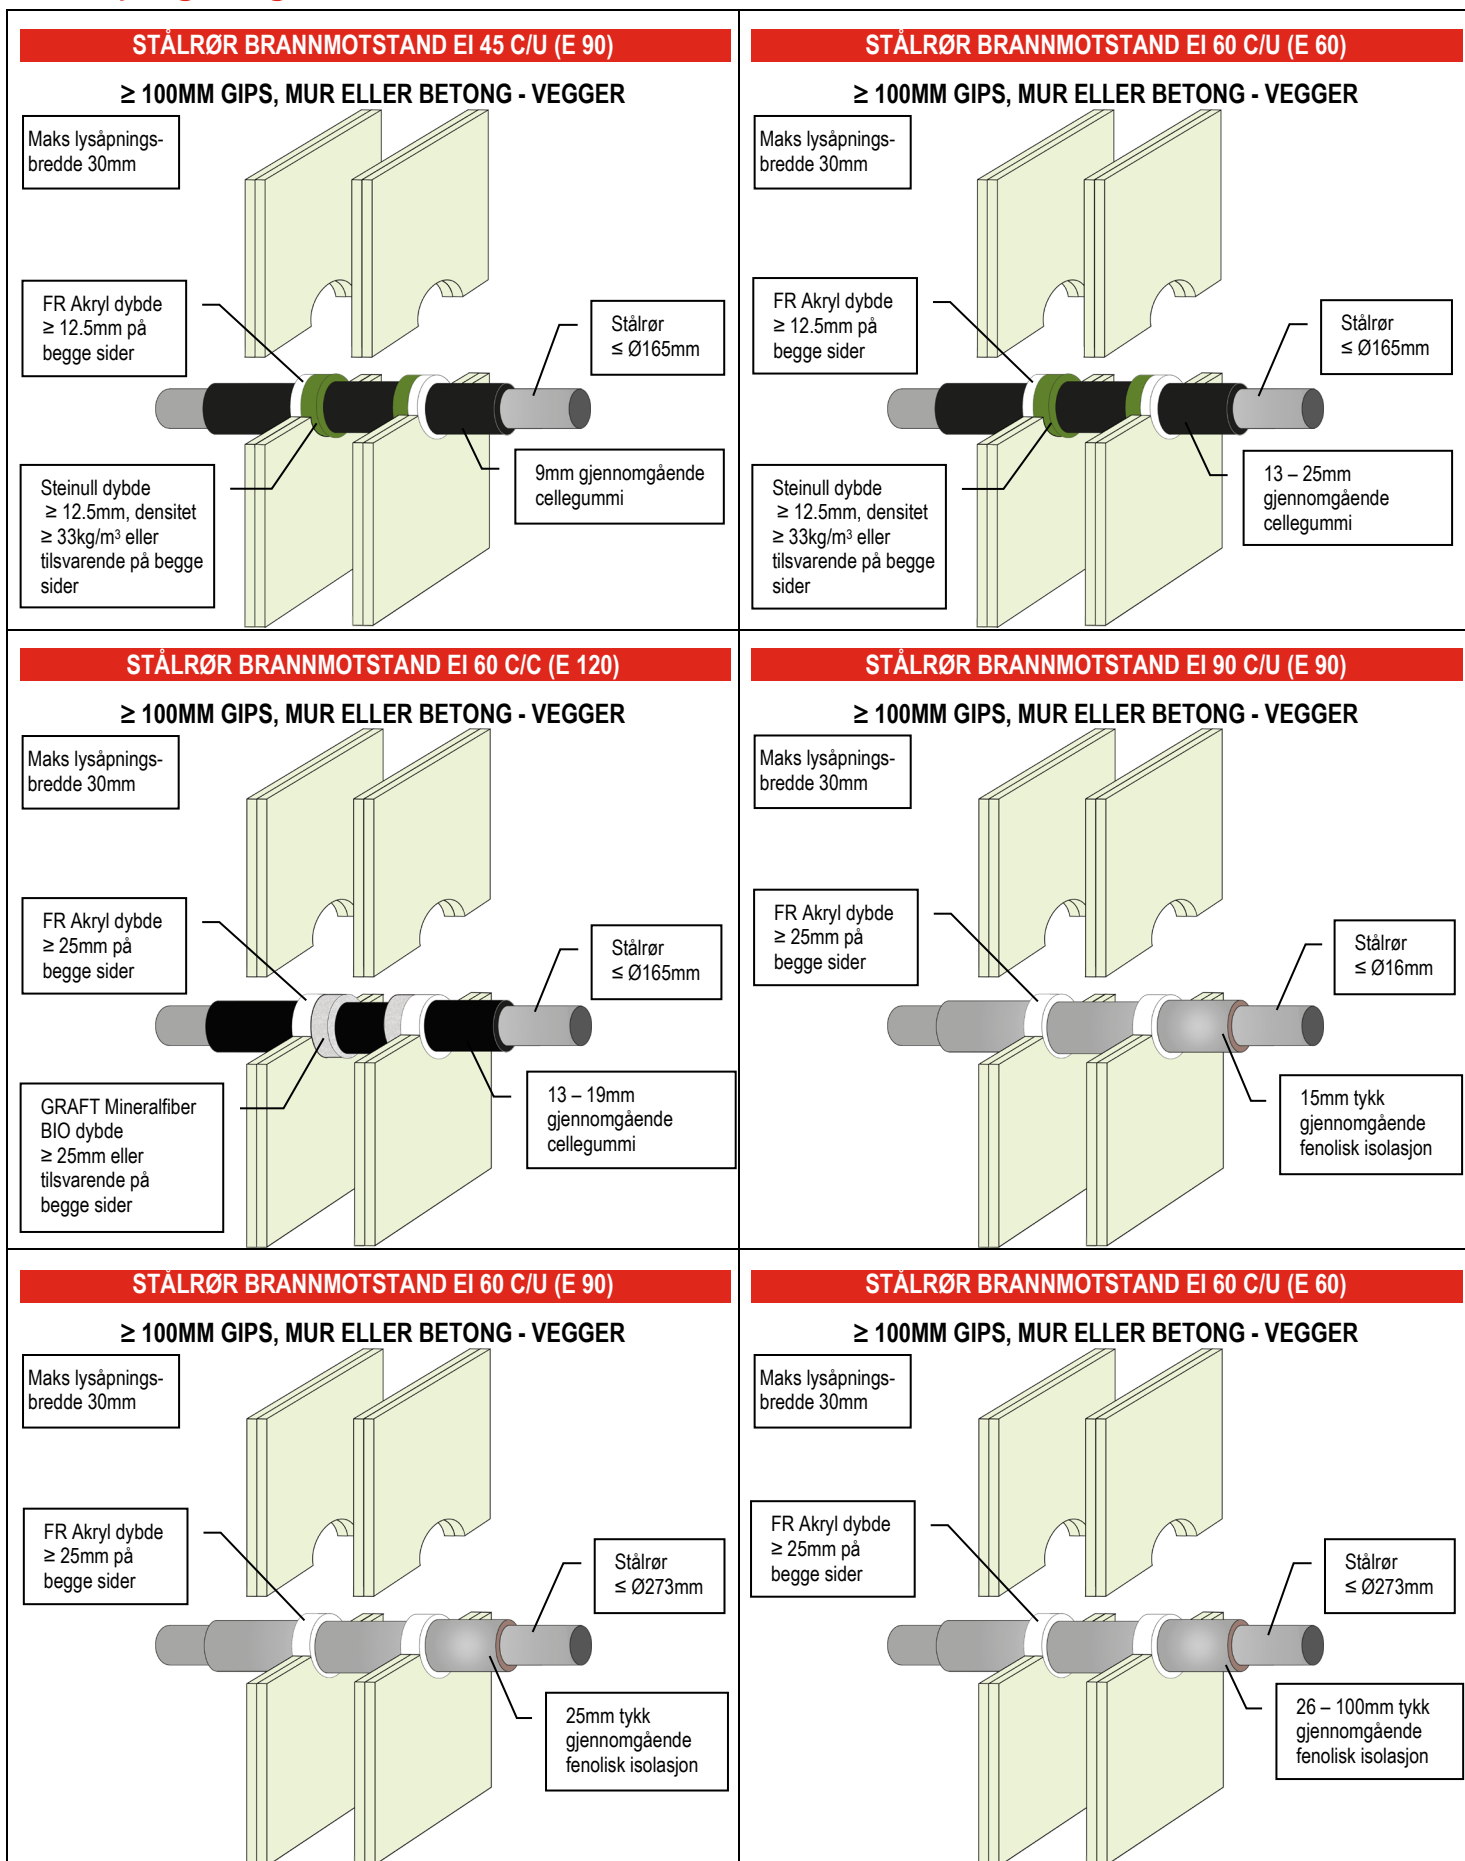 STÅLRØR BRANNMOTSTAND EI 45 C/U (E 90)
≥ 100MM GIPS, MUR ELLER BETONG - VEGGER
Maks lysåpnings-
bredde 30mm
FR Akryl dybde
≥ 12.5mm på
begge sider
Stålrør
≤ Ø165mm
Steinull dybde
≥ 12.5mm, densitet
≥ 33kg/m³ eller
tilsvarende på begge
sider
9mm gjennomgående
cellegummi
STÅLRØR BRANNMOTSTAND EI 60 C/U (E 60)
≥ 100MM GIPS, MUR ELLER BETONG - VEGGER
Maks lysåpnings-
bredde 30mm
FR Akryl dybde
≥ 12.5mm på
begge sider
Stålrør
≤ Ø165mm
Steinull dybde
≥ 12.5mm, densitet
≥ 33kg/m³ eller
tilsvarende på begge
sider
13 – 25mm
gjennomgående
cellegummi
STÅLRØR BRANNMOTSTAND EI 60 C/C (E 120)
≥ 100MM GIPS, MUR ELLER BETONG - VEGGER
Maks lysåpnings-
bredde 30mm
FR Akryl dybde
≥ 25mm på
begge sider
Stålrør
≤ Ø165mm
GRAFT Mineralfiber
BIO dybde
≥ 25mm eller
tilsvarende på
begge sider
13 – 19mm
gjennomgående
cellegummi
STÅLRØR BRANNMOTSTAND EI 90 C/U (E 90)
≥ 100MM GIPS, MUR ELLER BETONG - VEGGER
Maks lysåpnings-
bredde 30mm
FR Akryl dybde
≥ 25mm på
begge sider
Stålrør
≤ Ø16mm
15mm tykk
gjennomgående
fenolisk isolasjon
STÅLRØR BRANNMOTSTAND EI 60 C/U (E 90)
≥ 100MM GIPS, MUR ELLER BETONG - VEGGER
Maks lysåpnings-
bredde 30mm
FR Akryl dybde
≥ 25mm på
begge sider
Stålrør
≤ Ø273mm
25mm tykk
gjennomgående
fenolisk isolasjon
STÅLRØR BRANNMOTSTAND EI 60 C/U (E 60)
≥ 100MM GIPS, MUR ELLER BETONG - VEGGER
Maks lysåpnings-
bredde 30mm
FR Akryl dybde
≥ 25mm på
begge sider
Stålrør
≤ Ø273mm
26 – 100mm tykk
gjennomgående
fenolisk isolasjon